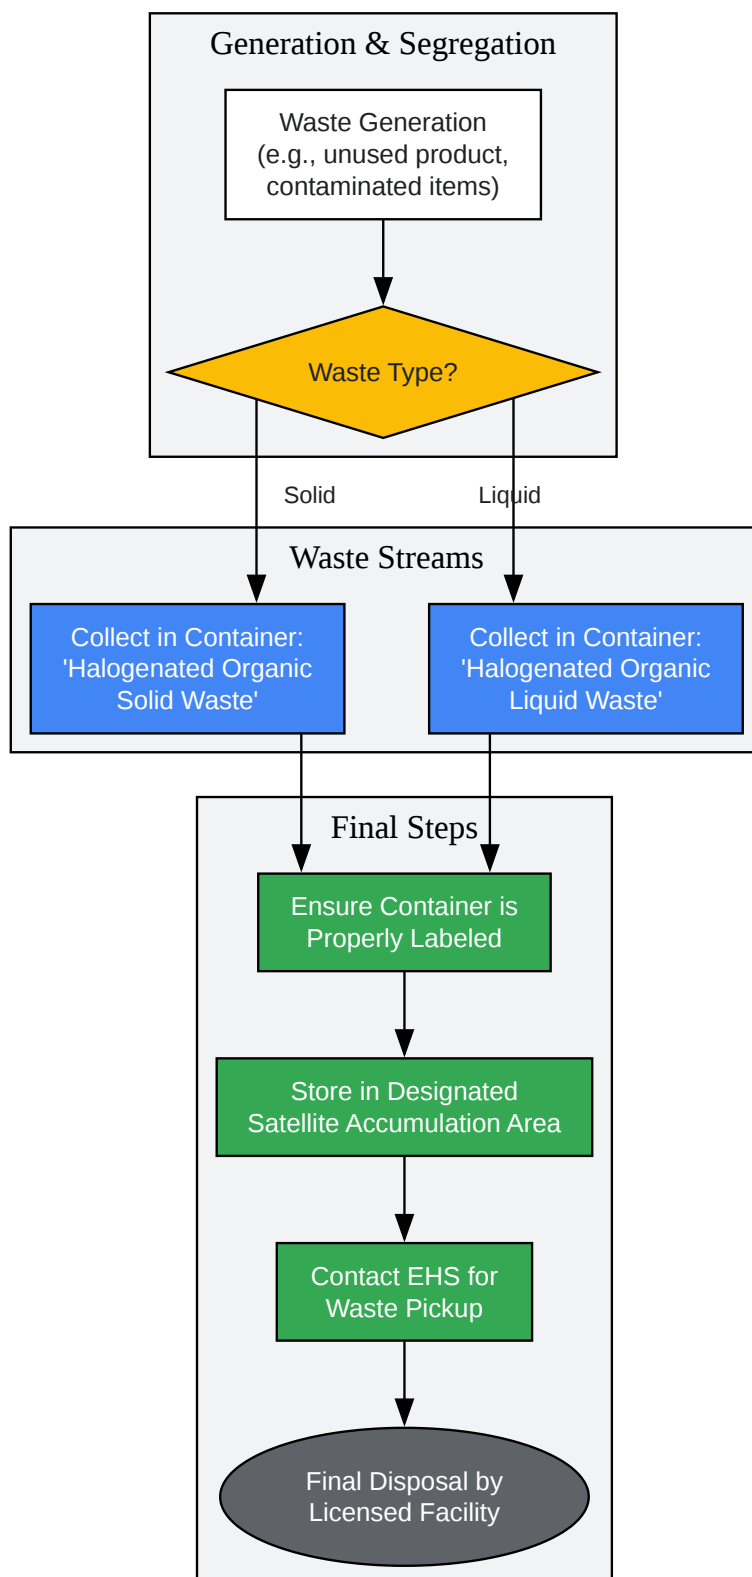 Generation & Segregation
Waste Generation
(e.g., unused product,
contaminated items)
Waste Type?
Solid
Liquid
Waste Streams
Collect in Container:
'Halogenated Organic
Solid Waste'
Collect in Container:
'Halogenated Organic
Liquid Waste'
Final Steps
Ensure Container is
Properly Labeled
Store in Designated
Satellite Accumulation Area
Contact EHS for
Waste Pickup
Final Disposal by
Licensed Facility